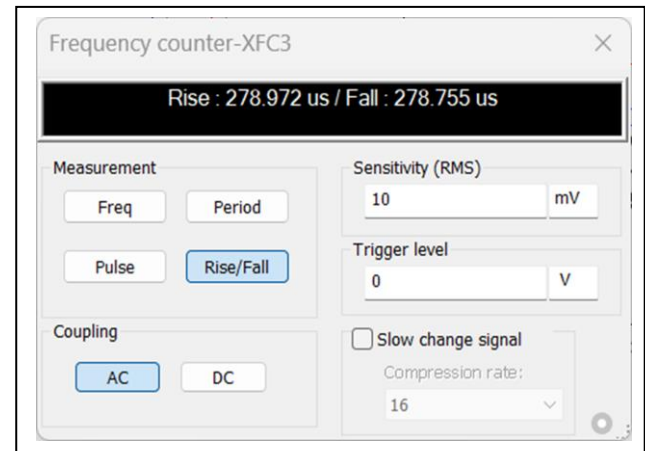 Frequency counter-XFC3
Rise : 278.972 us / Fall : 278.755 us
Measurement
Freq
Period
Pulse
Rise/Fall
Coupling
AC
DC
Sensitivity (RMS)
10
mV
Trigger level
0
V
Slow change signal
Compression rate:
16